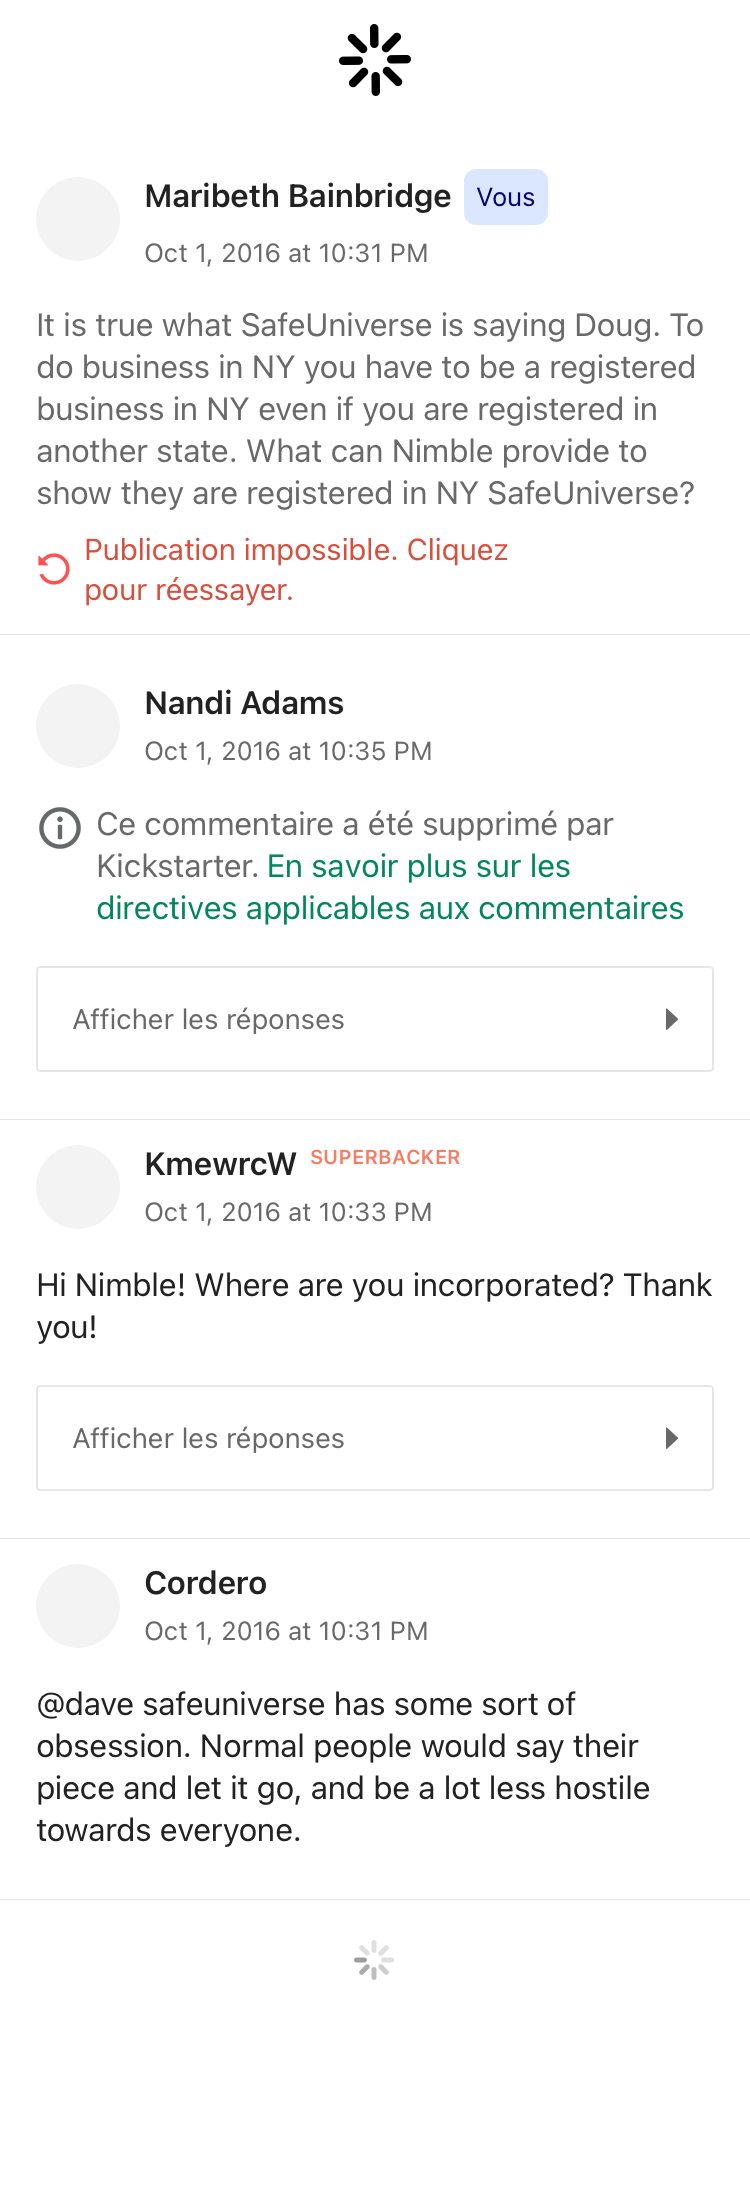 Maribeth Bainbridge Vous
Oct 1, 2016 at 10:31 PM
It is true what SafeUniverse is saying Doug. To
do business in NY you have to be a registered
business in NY even if you are registered in
another state. What can Nimble provide to
show they are registered in NY SafeUniverse?
Publication impossible. Cliquez
pour réessayer.
Nandi Adams
Oct 1, 2016 at 10:35 PM
Ce commentaire a été supprimé par
Kickstarter. En savoir plus sur les
directives applicables aux commentaires
Afficher les réponses
KmewrcW SUPERBACKER
Oct 1, 2016 at 10:33 PM
Hi Nimble! Where are you incorporated? Thank
you!
Afficher les réponses
Cordero
Oct 1, 2016 at 10:31 PM
@dave safeuniverse has some sort of
obsession. Normal people would say their
piece and let it go, and be a lot less hostile
towards everyone.